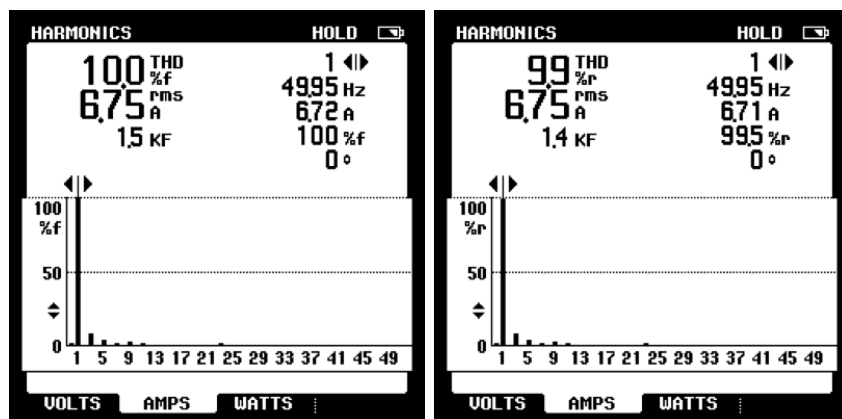 HARMONICS HOLD
10.0 THD %f 1
6.75 rms A 49.95 Hz
6.72 A
1.5 KF 100 %f
0 °
100
%f
50
0
1 5 9 13 17 21 25 29 33 37 41 45 49
VOLTS AMPS WATTS
HARMONICS HOLD
9.9 THD %r 1
6.75 rms A 49.95 Hz
6.71 A
1.4 KF 99.5 %r
0 °
100
%r
50
0
1 5 9 13 17 21 25 29 33 37 41 45 49
VOLTS AMPS WATTS